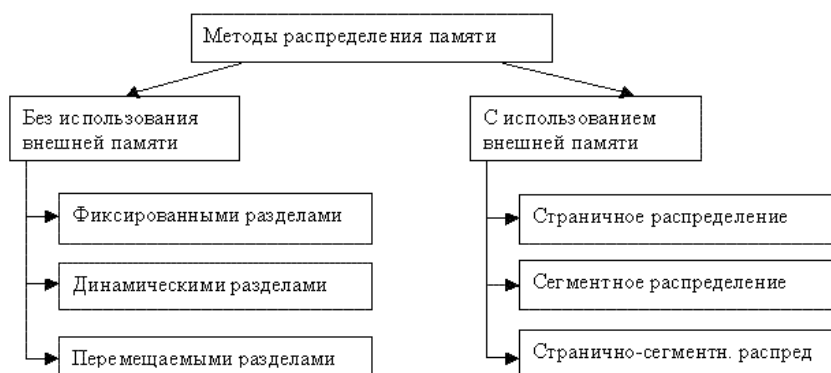 Методы распределения памяти
Без использования
внешней памяти
С использованием
внешней памяти
Фиксированными разделами
Динамическими разделами
Перемещаемыми разделами
Страничное распределение
Сегментное распределение
Странично-сегментн. распред